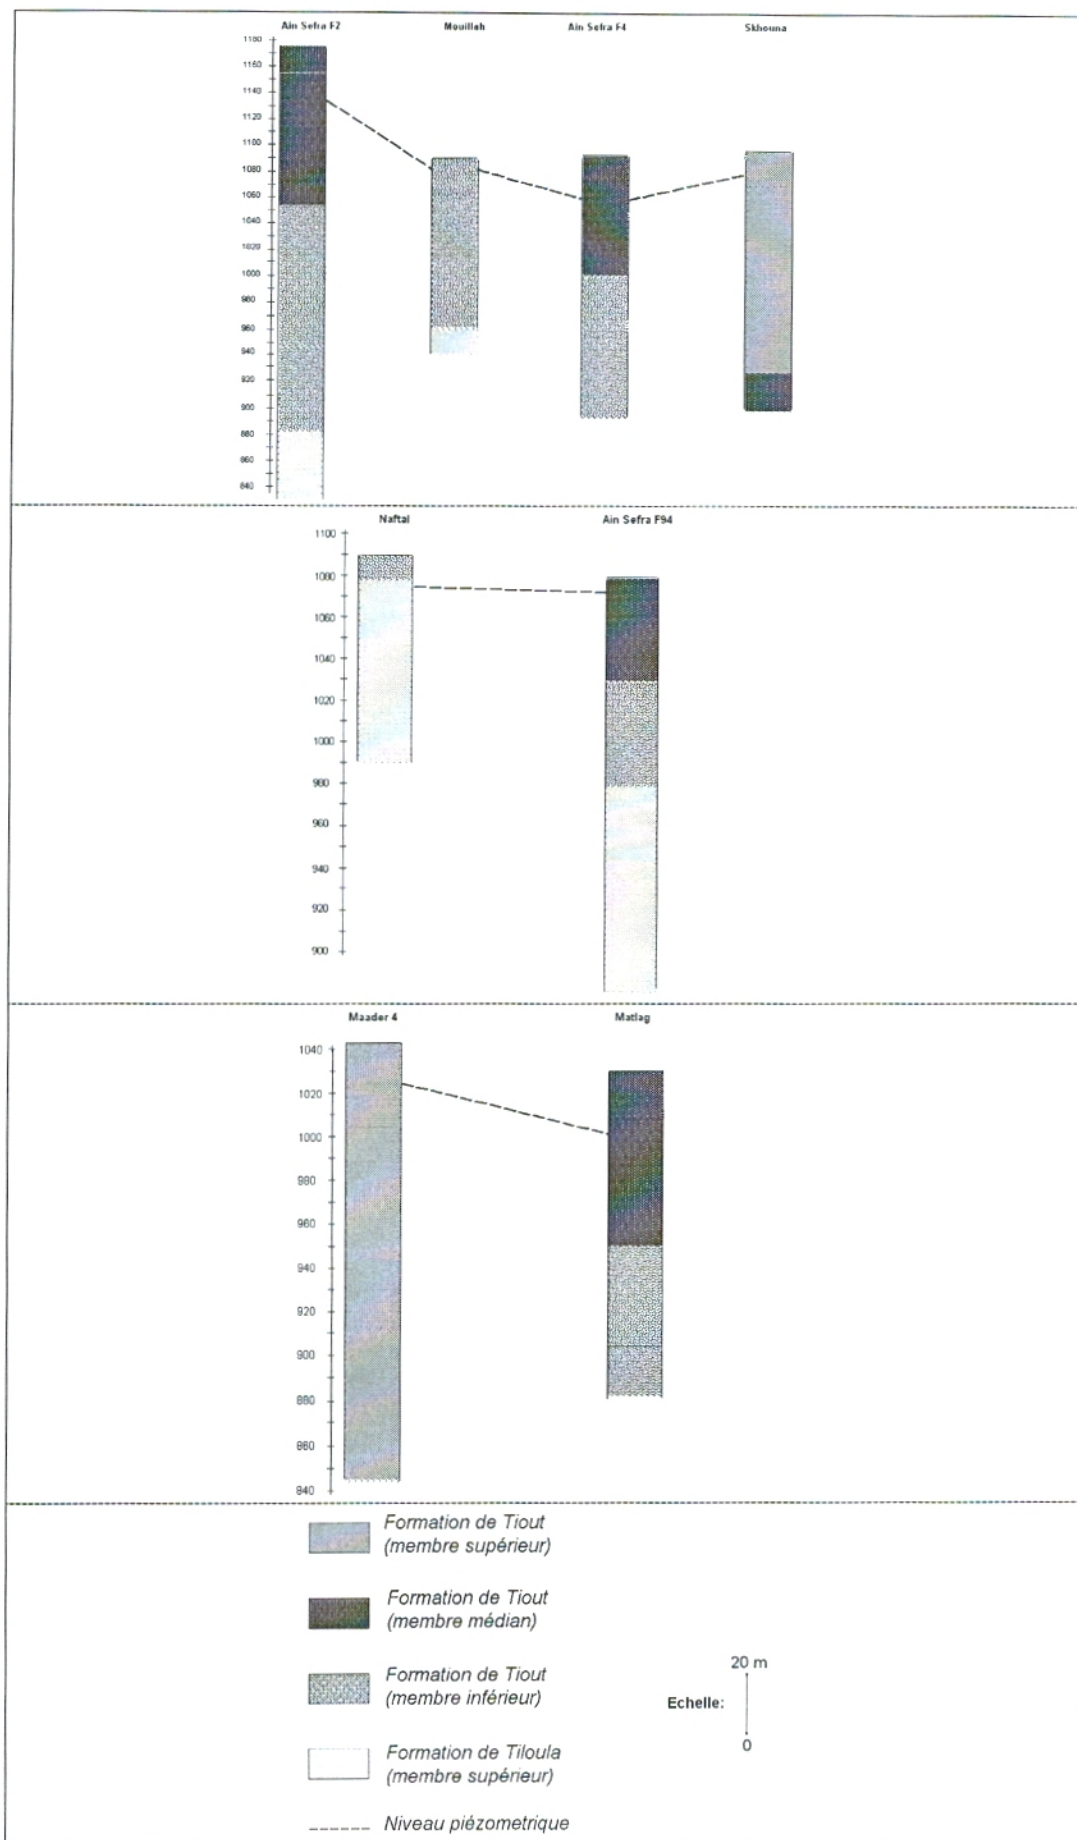 Ain Sefra F2 Mouillah Ain Sefra F4 Skhouna
1180
1160
1140
1120
1100
1080
1060
1040
1020
1000
980
960
940
920
900
880
860
840
Naftal Ain Sefra F94
1100
1080
1060
1040
1020
1000
980
960
940
920
900
Maader 4 Matlag
1040
1020
1000
980
960
940
920
900
880
860
840
Formation de Tiout
(membre supérieur)
Formation de Tiout
(membre médian)
Formation de Tiout
(membre inférieur)
20 m
Echelle:
0
Formation de Tiloula
(membre supérieur)
Niveau piézometrique